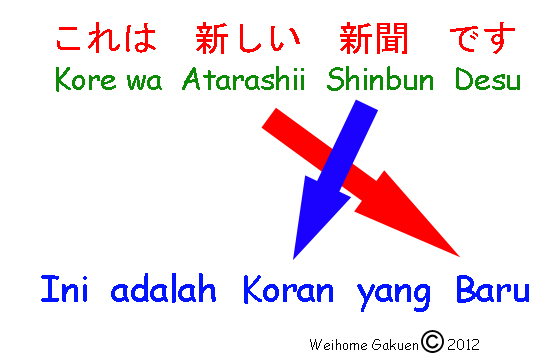 これは 新しい 新聞 です
Kore wa Atarashii Shinbun Desu
Ini adalah Koran yang Baru
Weihome Gakuen © 2012